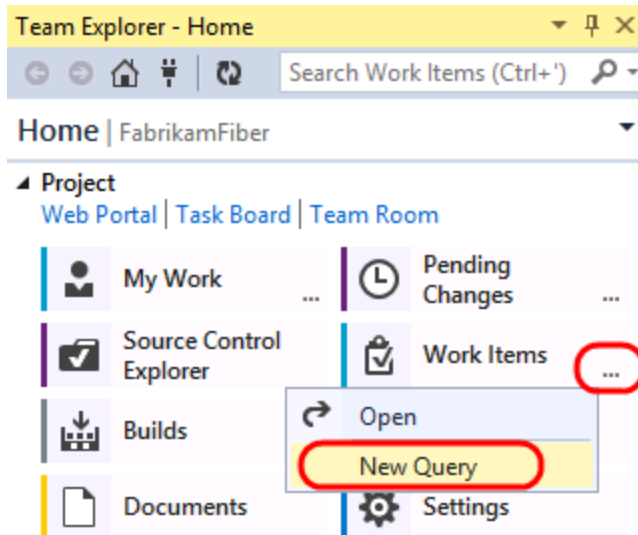 Team Explorer - Home
Search Work Items (Ctrl+')
Home | FabrikamFiber
Project
Web Portal | Task Board | Team Room
My Work ...
Pending Changes ...
Source Control Explorer
Work Items ...
Open
New Query
Builds
Documents
Settings